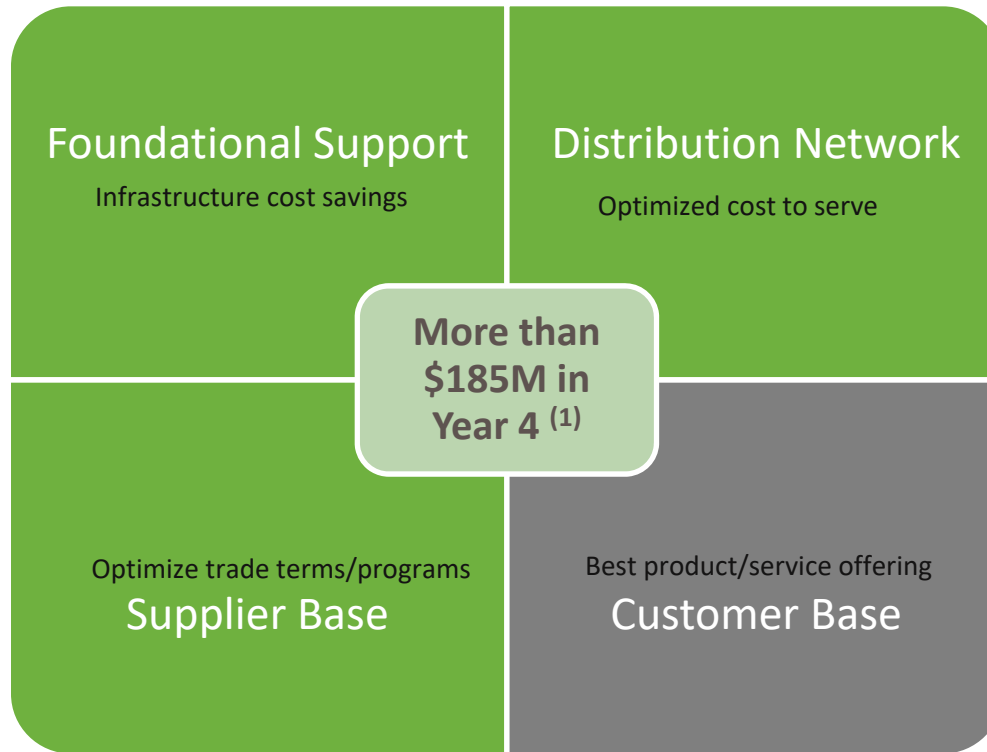 Foundational Support
Infrastructure cost savings
Distribution Network
Optimized cost to serve
More than
$185M in
Year 4 (1)
Optimize trade terms/programs
Supplier Base
Best product/service offering
Customer Base